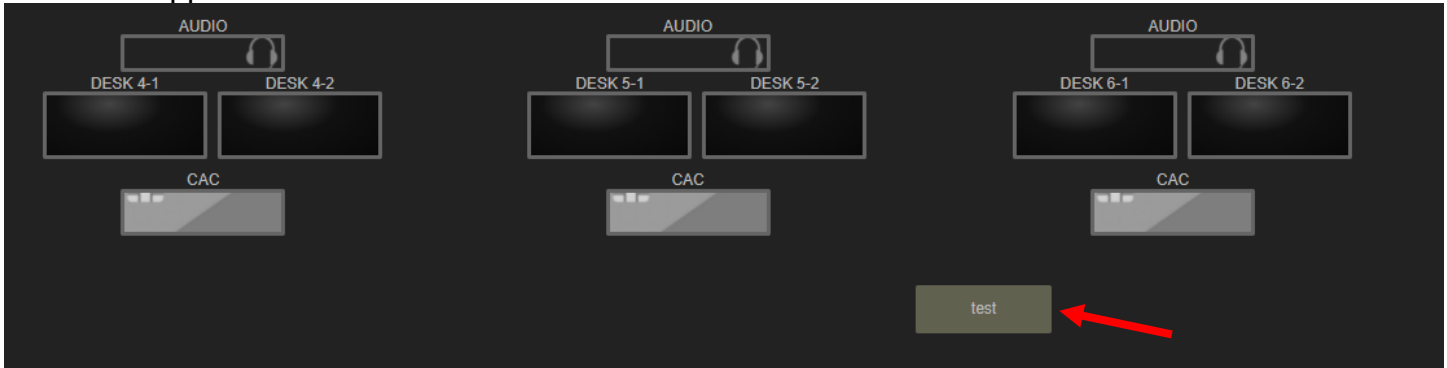 AUDIO AUDIO AUDIO
DESK 4-1 DESK 4-2 DESK 5-1 DESK 5-2 DESK 6-1 DESK 6-2
CAC CAC CAC
test